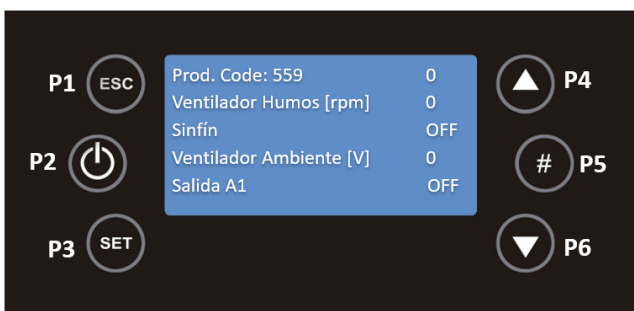 P1 ESC
P2
P3 SET
Prod. Code: 559 0
Ventilador Humos [rpm] 0
Sinfín OFF
Ventilador Ambiente [V] 0
Salida A1 OFF
P4
# P5
P6